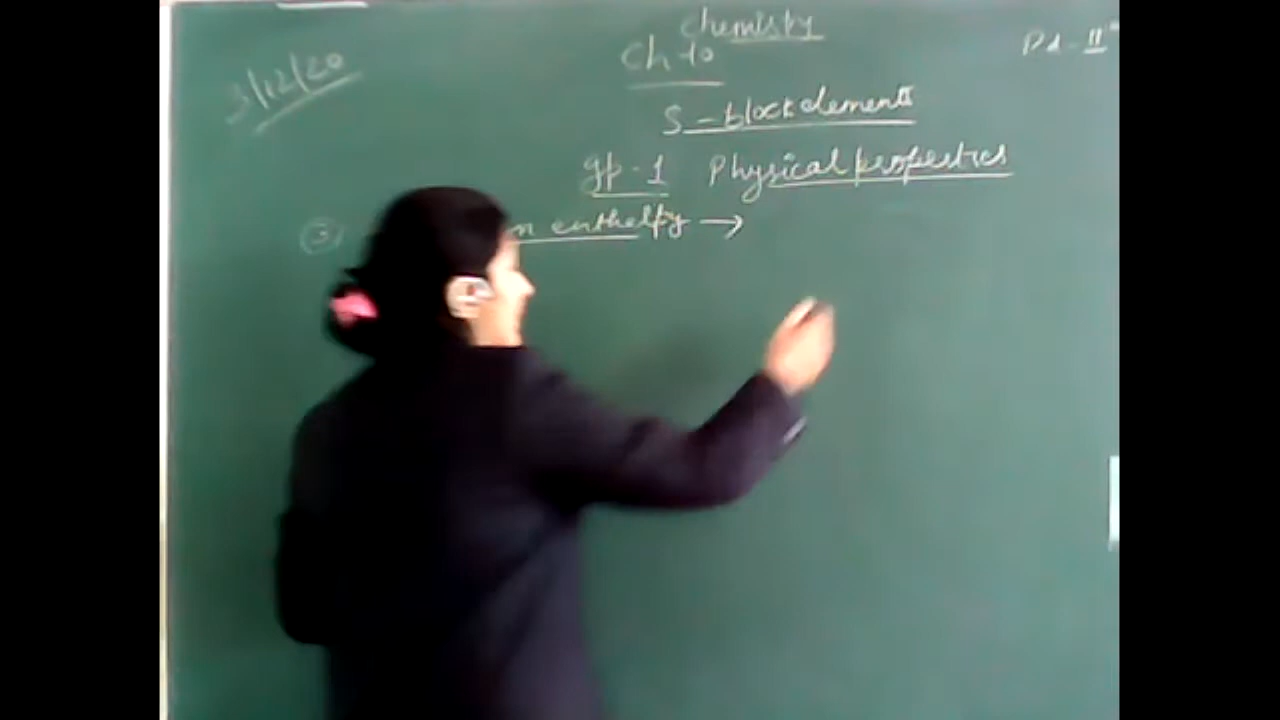 Chemistry
Pd - II
3/12/20
Ch 10
S - block elements
gp - 1 Physical properties
n enthalpy →